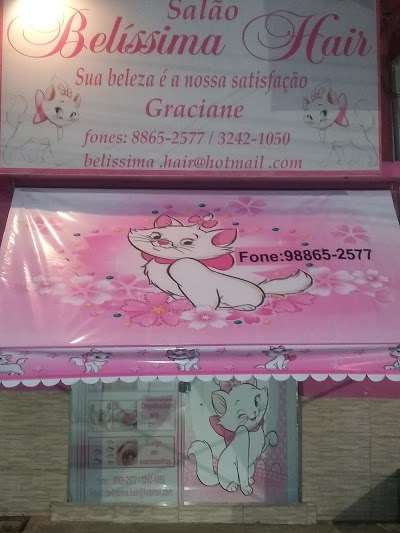 Salão
Belíssima Hair
Sua beleza é a nossa satisfação
Graciane
fones: 8865-2577 / 3242-1050
belissima .hair@hotmail .com
Fone:98865-2577